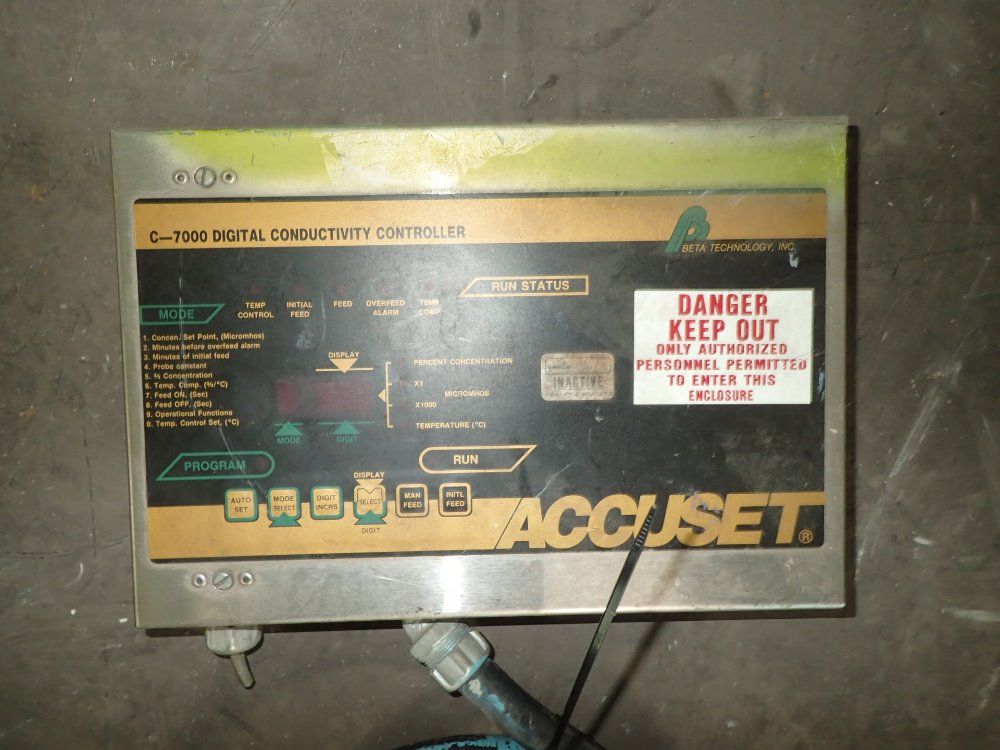 C—7000 DIGITAL CONDUCTIVITY CONTROLLER
BETA TECHNOLOGY, INC.
RUN STATUS
TEMP CONTROL
INITIAL FEED
FEED
OVERFEED ALARM
TEMP COMP
MODE
1. Concen. Set Point, (Micromhos)
2. Minutes before overfeed alarm
3. Minutes of initial feed
4. Probe constant
5. % Concentration
6. Temp. Comp. (%/°C)
7. Feed ON, (Sec)
8. Feed OFF, (Sec)
9. Operational Functions
0. Temp. Control Set. (°C)
DISPLAY
PERCENT CONCENTRATION
X1
MICROMHOS
X1000
TEMPERATURE (°C)
MODE
DIGIT
INACTIVE
DANGER
KEEP OUT
ONLY AUTHORIZED
PERSONNEL PERMITTED
TO ENTER THIS
ENCLOSURE
PROGRAM
RUN
AUTO SET
MODE SELECT
DIGIT INCRS
DISPLAY
SELECT
DIGIT
MAN FEED
INITL FEED
ACCUSET®